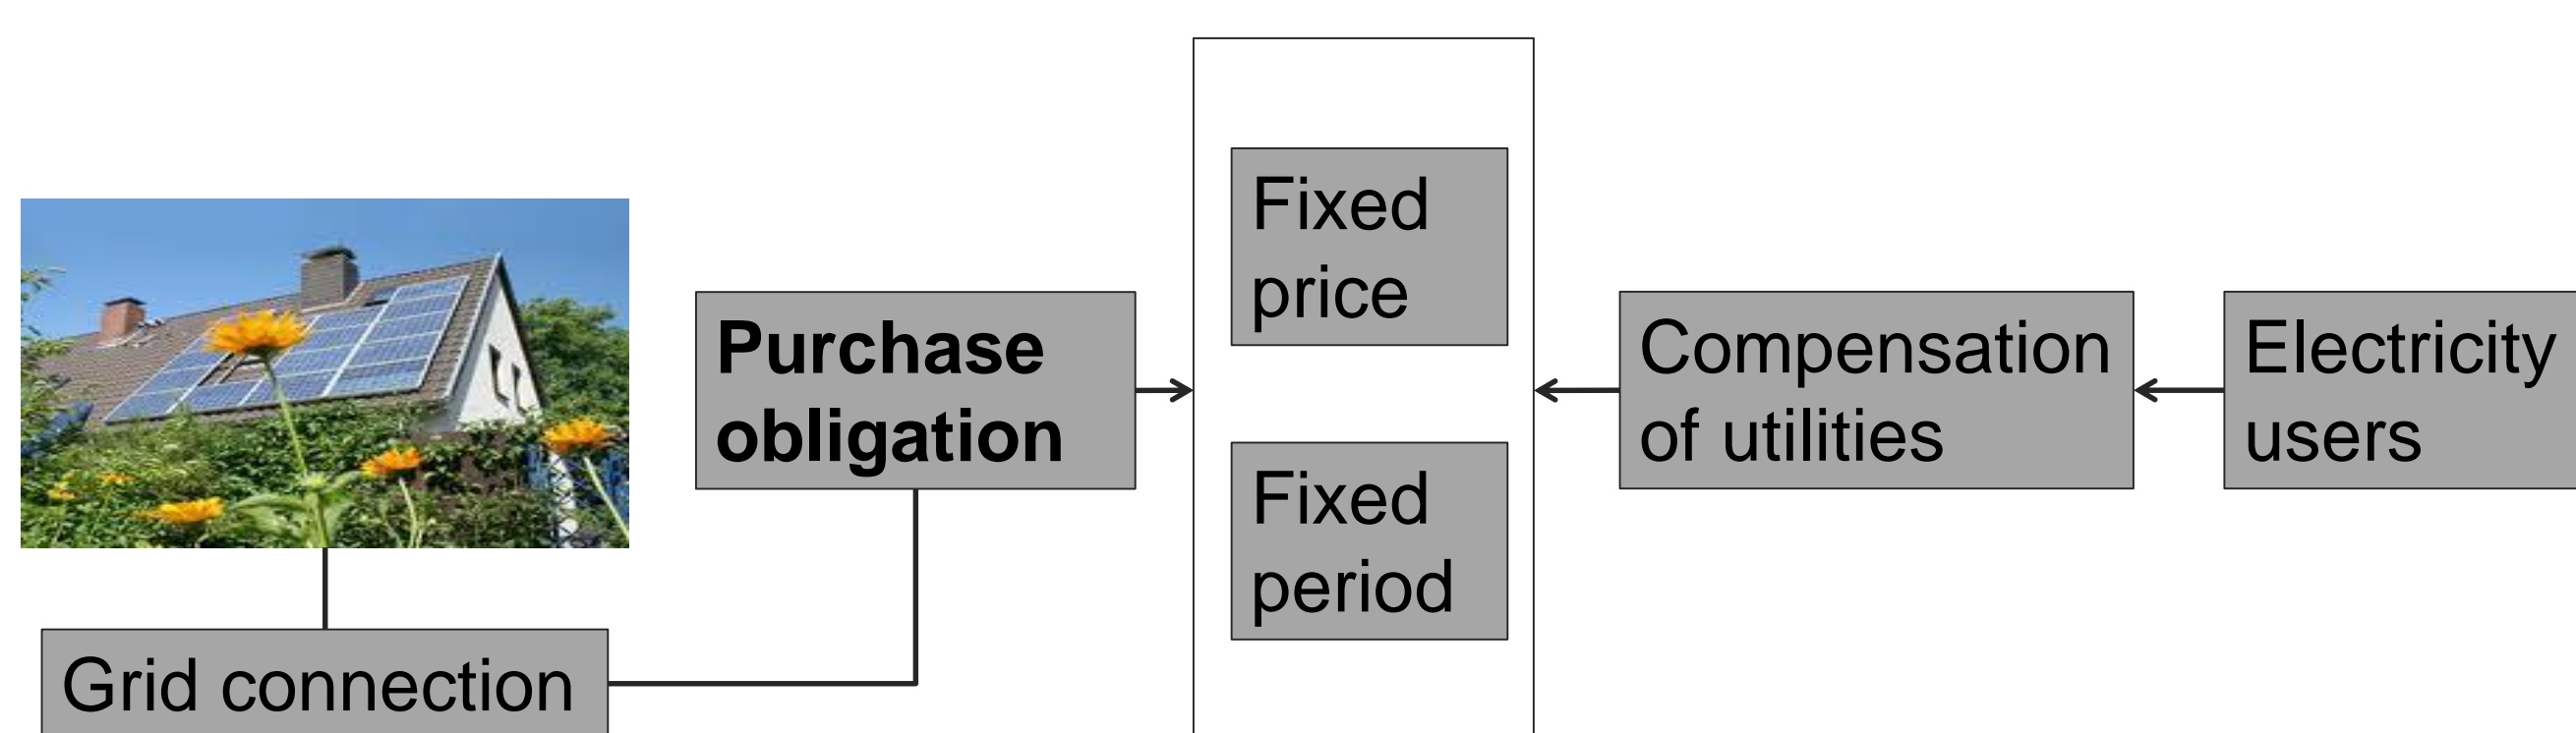 Fixed
price
Purchase
obligation
Compensation
of utilities
Electricity
users
Fixed
period
Grid connection